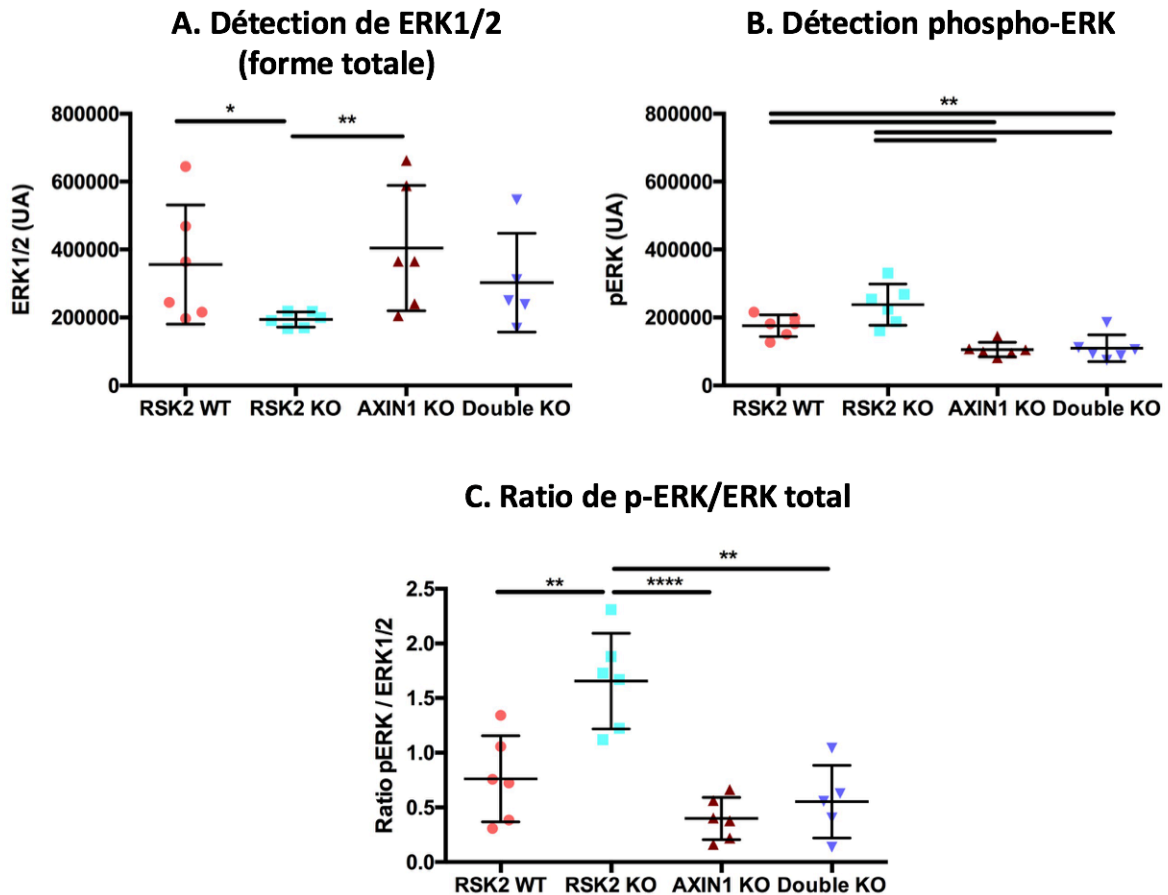 A. Détection de ERK1/2
(forme totale)
ERK1/2 (UA)
800000
600000
400000
200000
0
*
**
RSK2 WT RSK2 KO AXIN1 KO Double KO
B. Détection phospho-ERK
pERK (UA)
800000
600000
400000
200000
0
**
RSK2 WT RSK2 KO AXIN1 KO Double KO
C. Ratio de p-ERK/ERK total
Ratio pERK / ERK1/2
2.5
2.0
1.5
1.0
0.5
0.0
**
**
****
RSK2 WT RSK2 KO AXIN1 KO Double KO